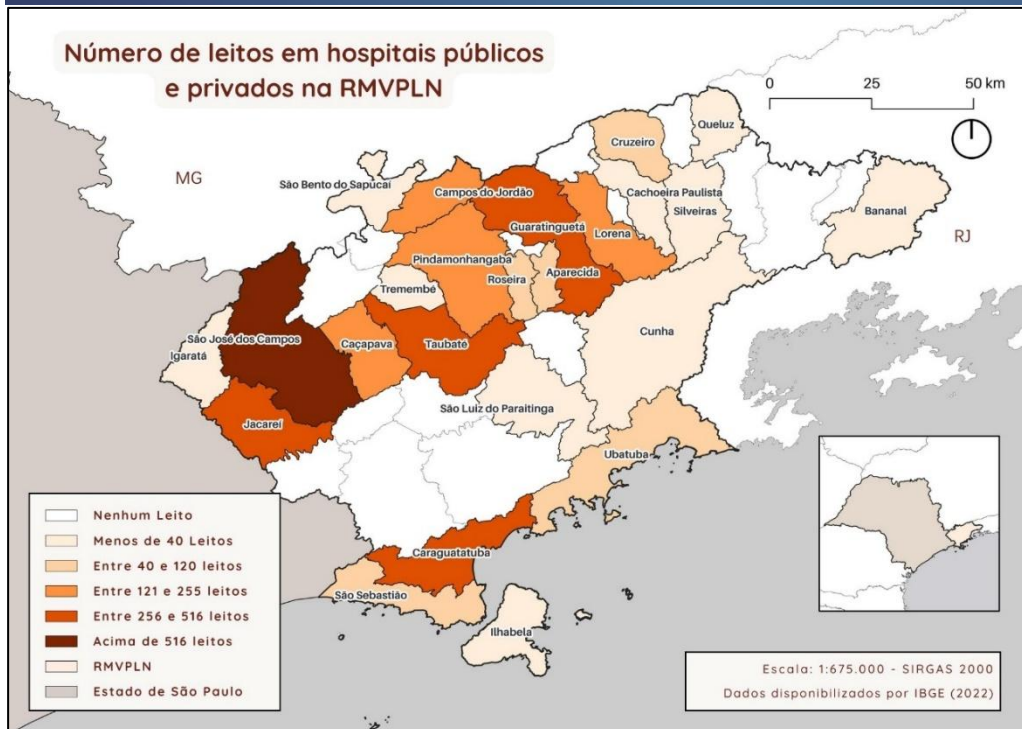 Número de leitos em hospitais públicos
e privados na RMVPLN
0 25 50 km
MG
RJ
Queluz
Cruzeiro
São Bento do Sapucaí
Campos do Jordão
Cachoeira Paulista
Silveiras
Bananal
Guaratinguetá
Lorena
Pindamonhangaba
Roseira
Aparecida
Tremembé
Cunha
São José dos Campos
Caçapava
Taubaté
Igaratá
São Luiz do Paraitinga
Jacareí
Ubatuba
Caraguatatuba
São Sebastião
Ilhabela
Nenhum Leito
Menos de 40 Leitos
Entre 40 e 120 leitos
Entre 121 e 255 leitos
Entre 256 e 516 leitos
Acima de 516 leitos
RMVPLN
Estado de São Paulo
Escala: 1:675.000 - SIRGAS 2000
Dados disponibilizados por IBGE (2022)